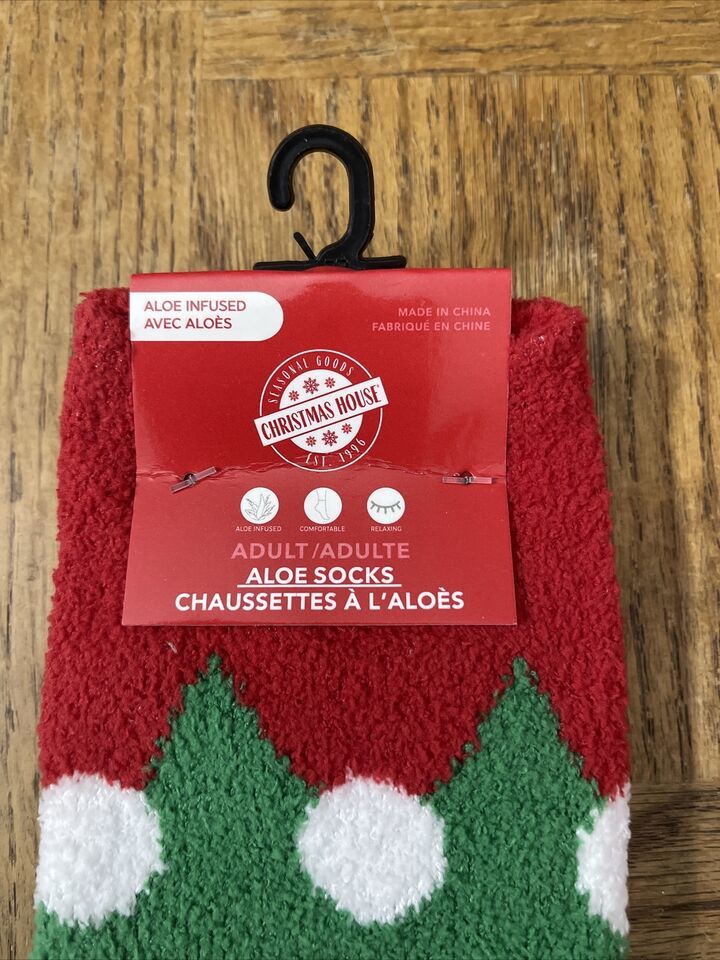 ALOE INFUSED
AVEC ALOÈS
MADE IN CHINA
FABRIQUÉ EN CHINE
SEASONAL GOODS
CHRISTMAS HOUSE®
EST. 1996
ALOE INFUSED
COMFORTABLE
RELAXING
ADULT/ADULTE
ALOE SOCKS
CHAUSSETTES À L'ALOÈS